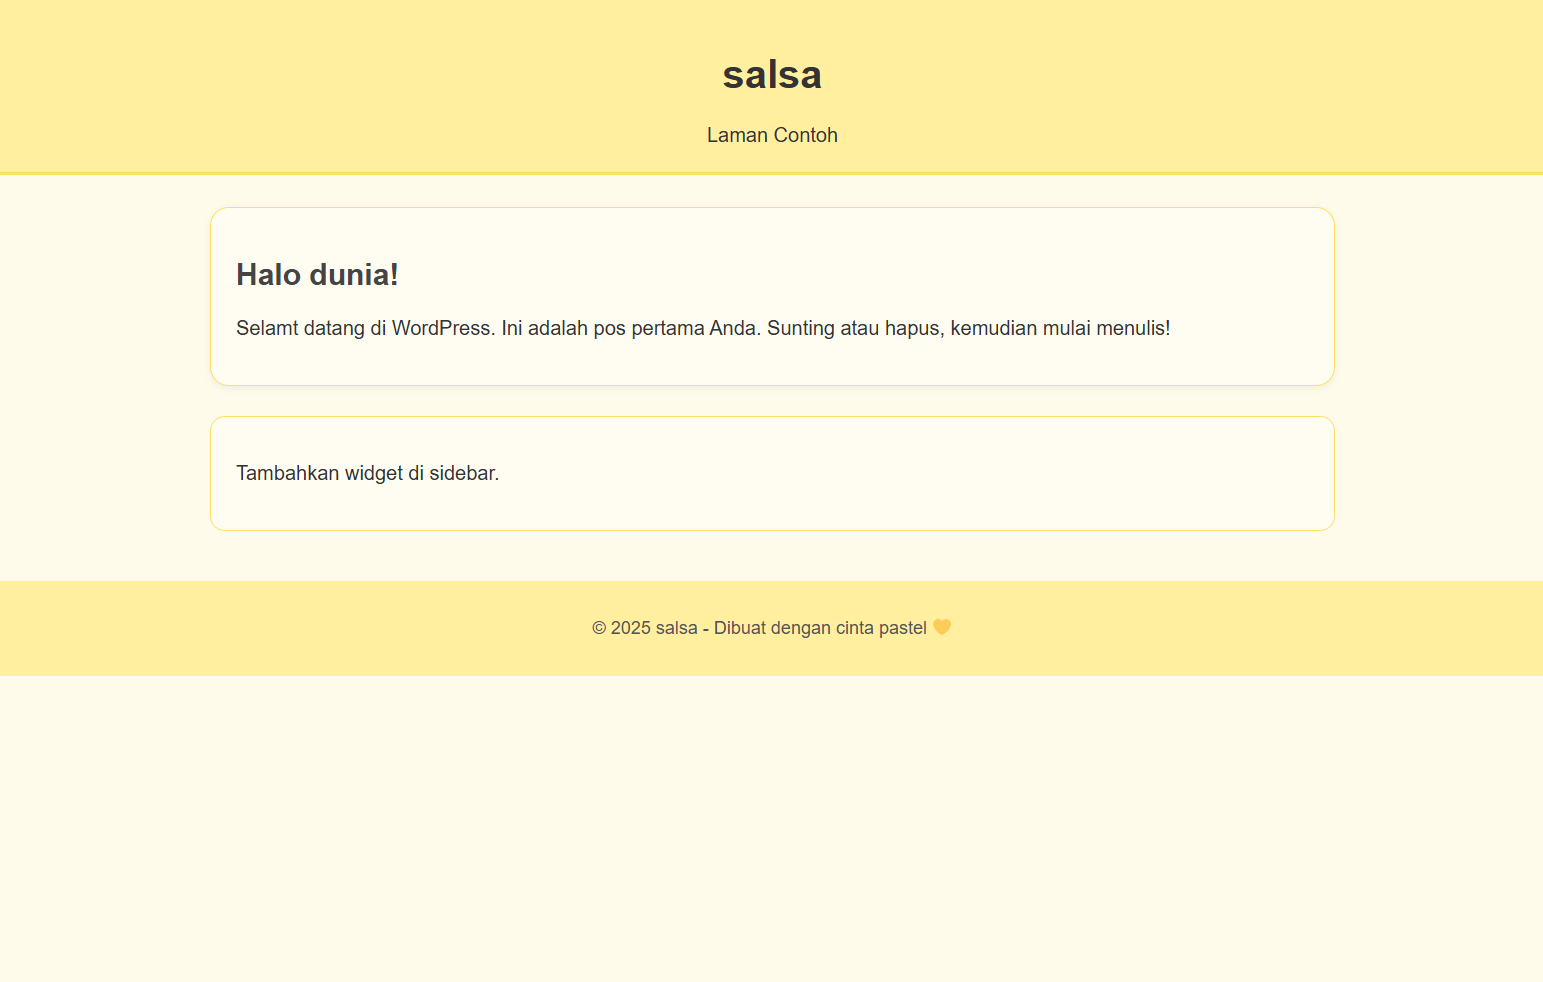 salsa
Laman Contoh
Halo dunia!
Selamt datang di WordPress. Ini adalah pos pertama Anda. Sunting atau hapus, kemudian mulai menulis!
Tambahkan widget di sidebar.
© 2025 salsa - Dibuat dengan cinta pastel 💛